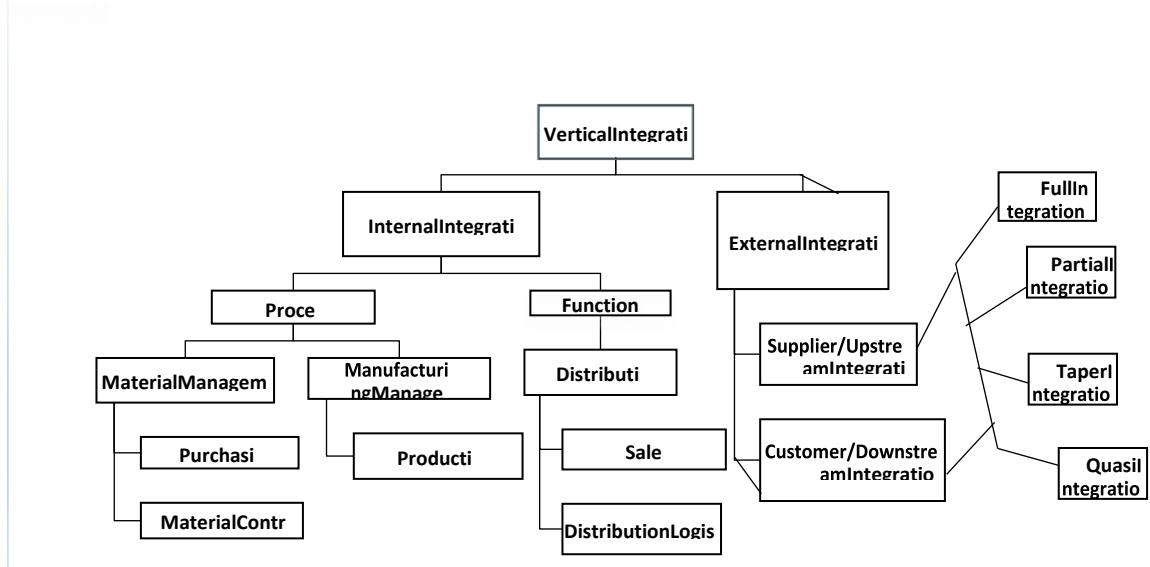 VerticalIntegrati
InternalIntegrati
ExternalIntegrati
Proce
Function
MaterialManagem
Manufacturi
ngManage
Distributi
Purchasi
MaterialContr
Producti
Sale
DistributionLogis
Supplier/Upstre
amIntegrati
Customer/Downstre
amIntegratio
FullIn
tegration
PartialI
ntegratio
TaperI
ntegratio
QuasiI
ntegratio